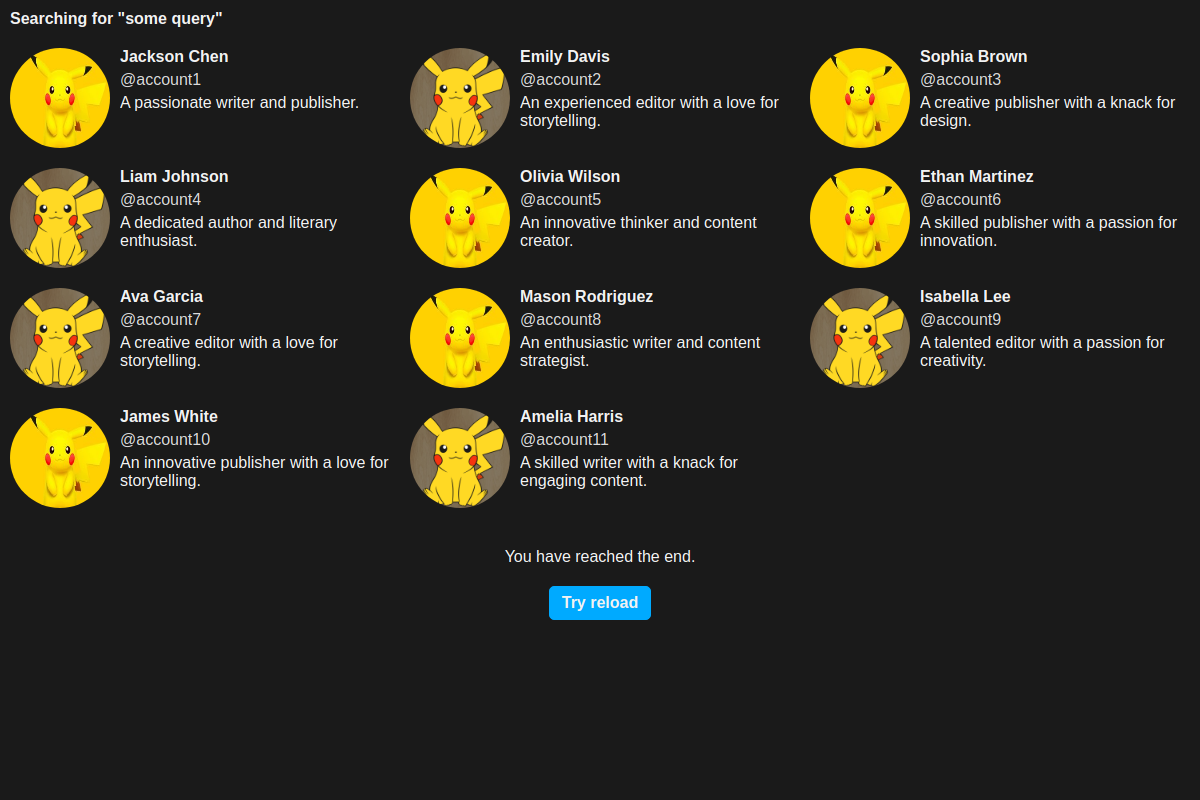 Searching for "some query"
Jackson Chen
@account1
A passionate writer and publisher.
Emily Davis
@account2
An experienced editor with a love for
storytelling.
Sophia Brown
@account3
A creative publisher with a knack for
design.
Liam Johnson
@account4
A dedicated author and literary
enthusiast.
Olivia Wilson
@account5
An innovative thinker and content
creator.
Ethan Martinez
@account6
A skilled publisher with a passion for
innovation.
Ava Garcia
@account7
A creative editor with a love for
storytelling.
Mason Rodriguez
@account8
An enthusiastic writer and content
strategist.
Isabella Lee
@account9
A talented editor with a passion for
creativity.
James White
@account10
An innovative publisher with a love for
storytelling.
Amelia Harris
@account11
A skilled writer with a knack for
engaging content.
You have reached the end.
Try reload